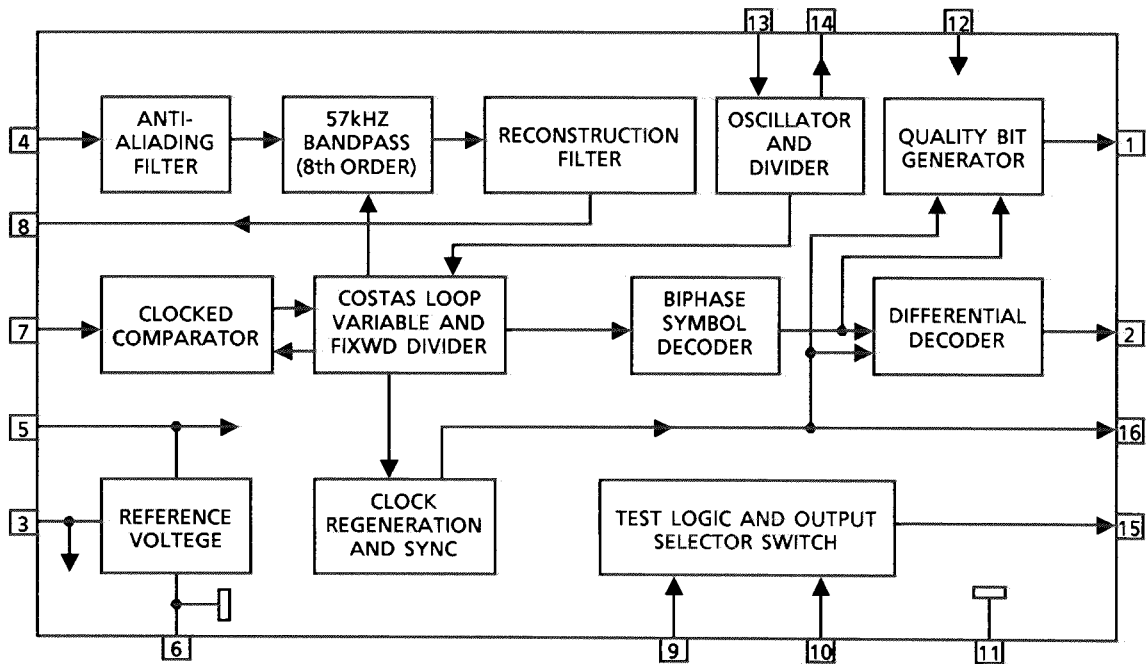 13
14
12
4
ANTI-
ALIADING
FILTER
57kHZ
BANDPASS
(8th ORDER)
RECONSTRUCTION
FILTER
OSCILLATOR
AND
DIVIDER
QUALITY BIT
GENERATOR
1
8
7
CLOCKED
COMPARATOR
COSTAS LOOP
VARIABLE AND
FIXWD DIVIDER
BIPHASE
SYMBOL
DECODER
DIFFERENTIAL
DECODER
2
5
16
3
REFERENCE
VOLTEGE
CLOCK
REGENERATION
AND SYNC
TEST LOGIC AND OUTPUT
SELECTOR SWITCH
15
6
9
10
11